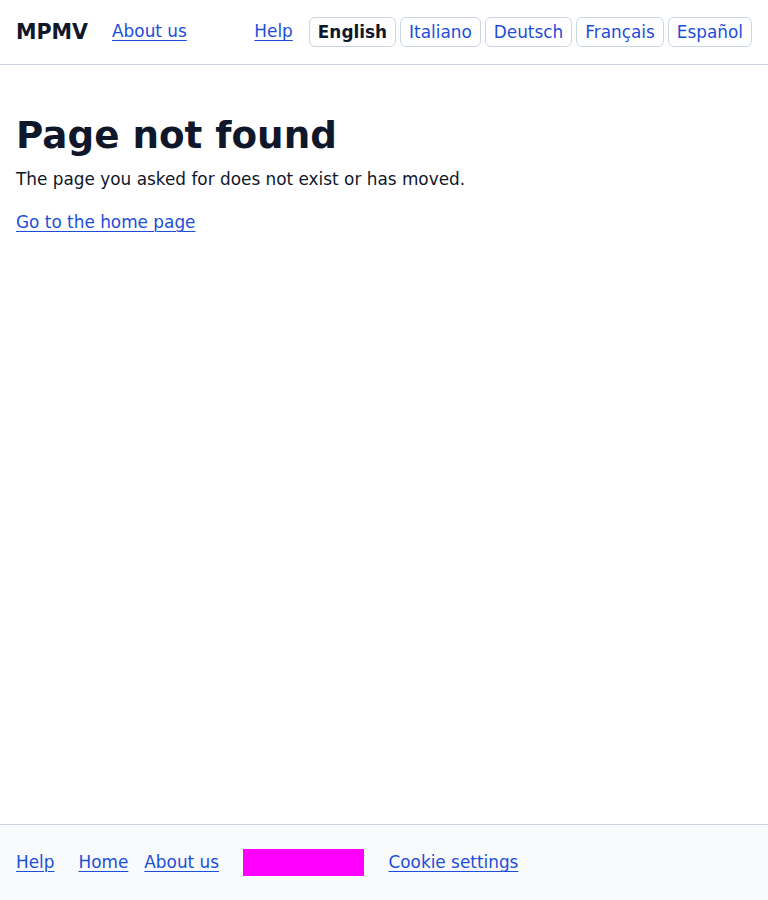 MPMV About us Help English Italiano Deutsch Français Español
Page not found
The page you asked for does not exist or has moved.
Go to the home page
Help Home About us Cookie settings